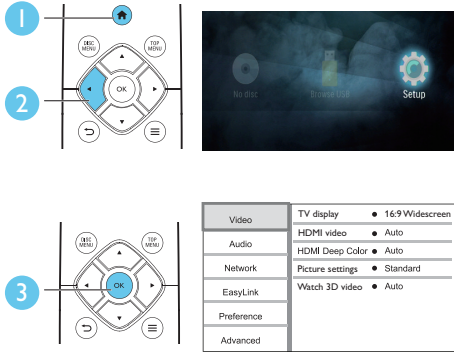 1
DISC MENU
TOP MENU
OK
2
No disc
Browse USB
Setup
DISC MENU
TOP MENU
OK
3
Video
Audio
Network
EasyLink
Preference
Advanced
TV display ● 16:9 Widescreen
HDMI video ● Auto
HDMI Deep Color ● Auto
Picture settings ● Standard
Watch 3D video ● Auto